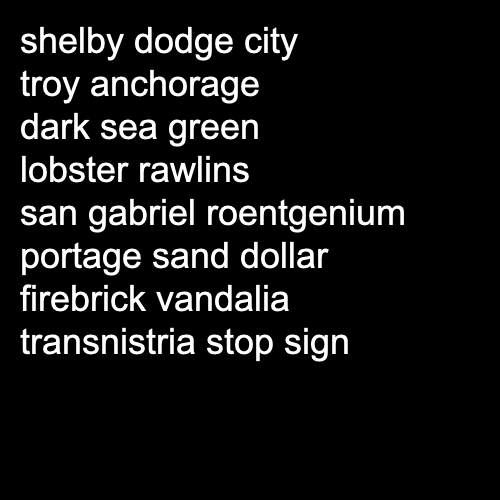 shelby dodge city
troy anchorage
dark sea green
lobster rawlins
san gabriel roentgenium
portage sand dollar
firebrick vandalia
transnistria stop sign